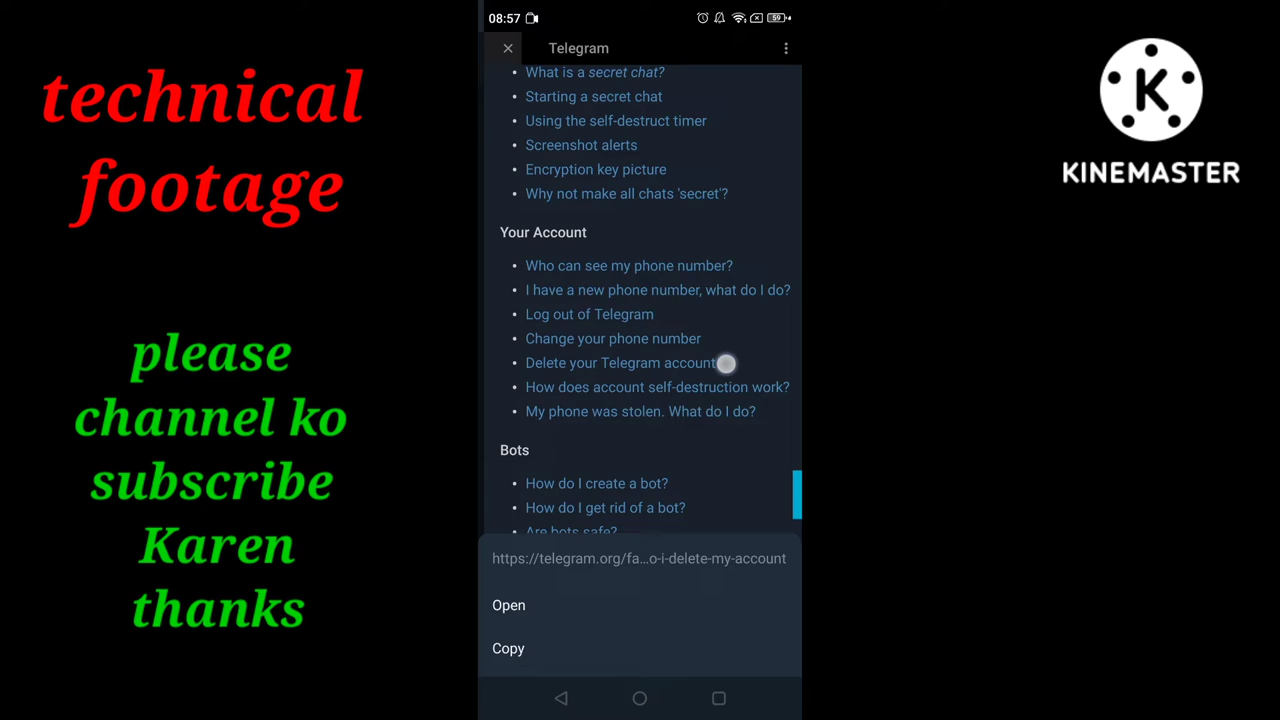 technical
footage
please
channel ko
subscribe
Karen
thanks
08:57
59
Telegram
What is a secret chat?
Starting a secret chat
Using the self-destruct timer
Screenshot alerts
Encryption key picture
Why not make all chats 'secret'?
Your Account
Who can see my phone number?
I have a new phone number, what do I do?
Log out of Telegram
Change your phone number
Delete your Telegram account
How does account self-destruction work?
My phone was stolen. What do I do?
Bots
How do I create a bot?
How do I get rid of a bot?
Are bots safe?
https://telegram.org/fa…o-i-delete-my-account
Open
Copy
K
KINEMASTER